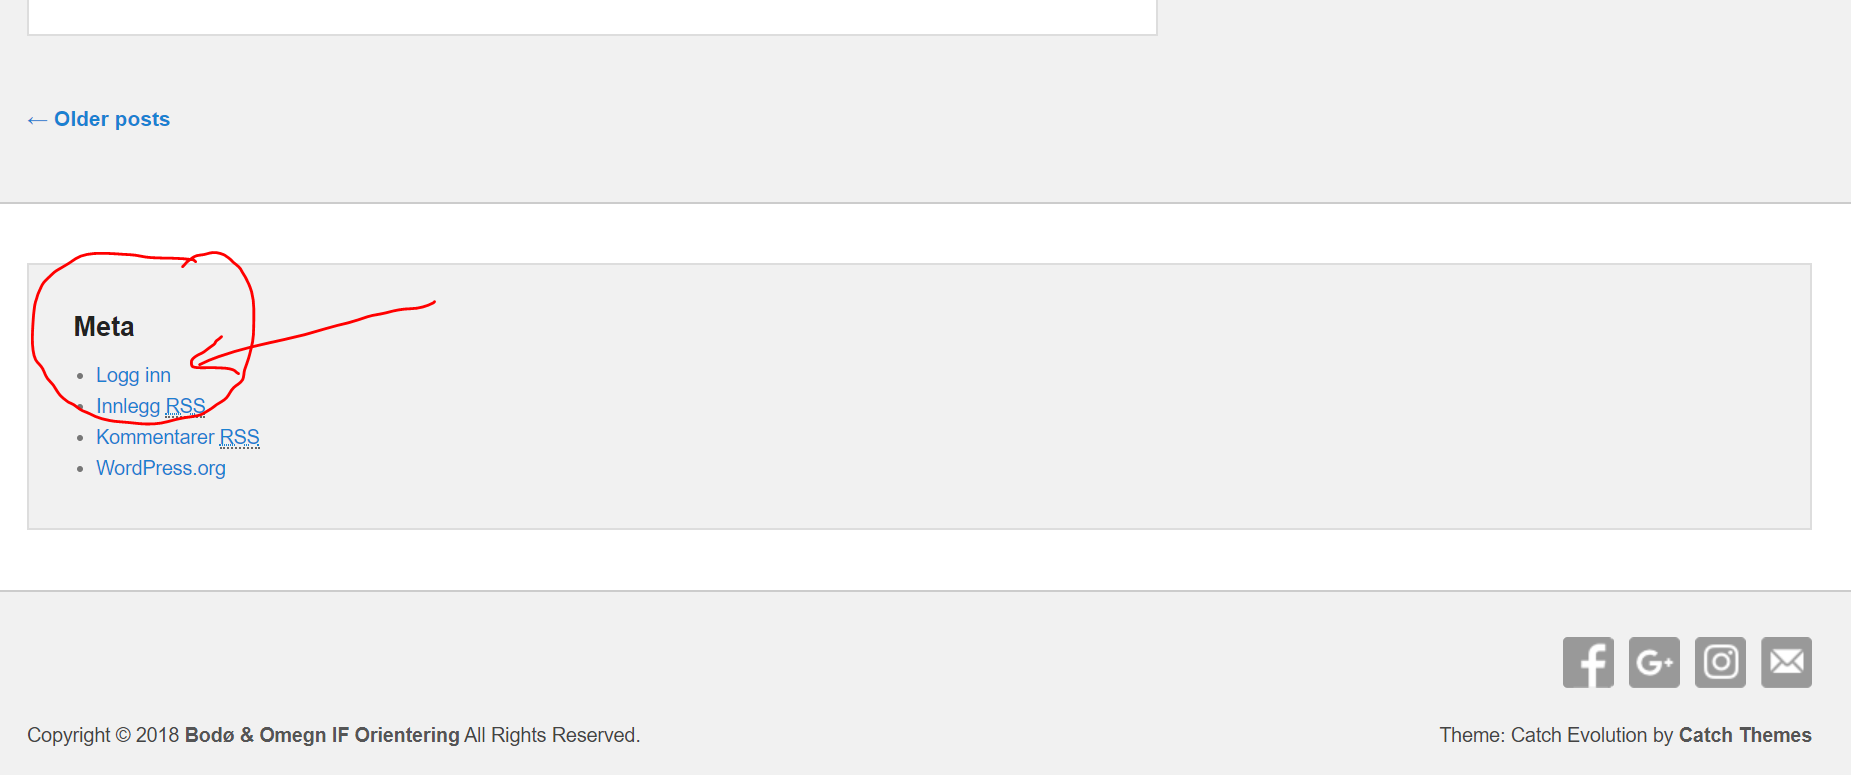 ← Older posts
Meta
Logg inn
Innlegg RSS
Kommentarer RSS
WordPress.org
Copyright © 2018 Bodø & Omegn IF Orientering All Rights Reserved.
Theme: Catch Evolution by Catch Themes